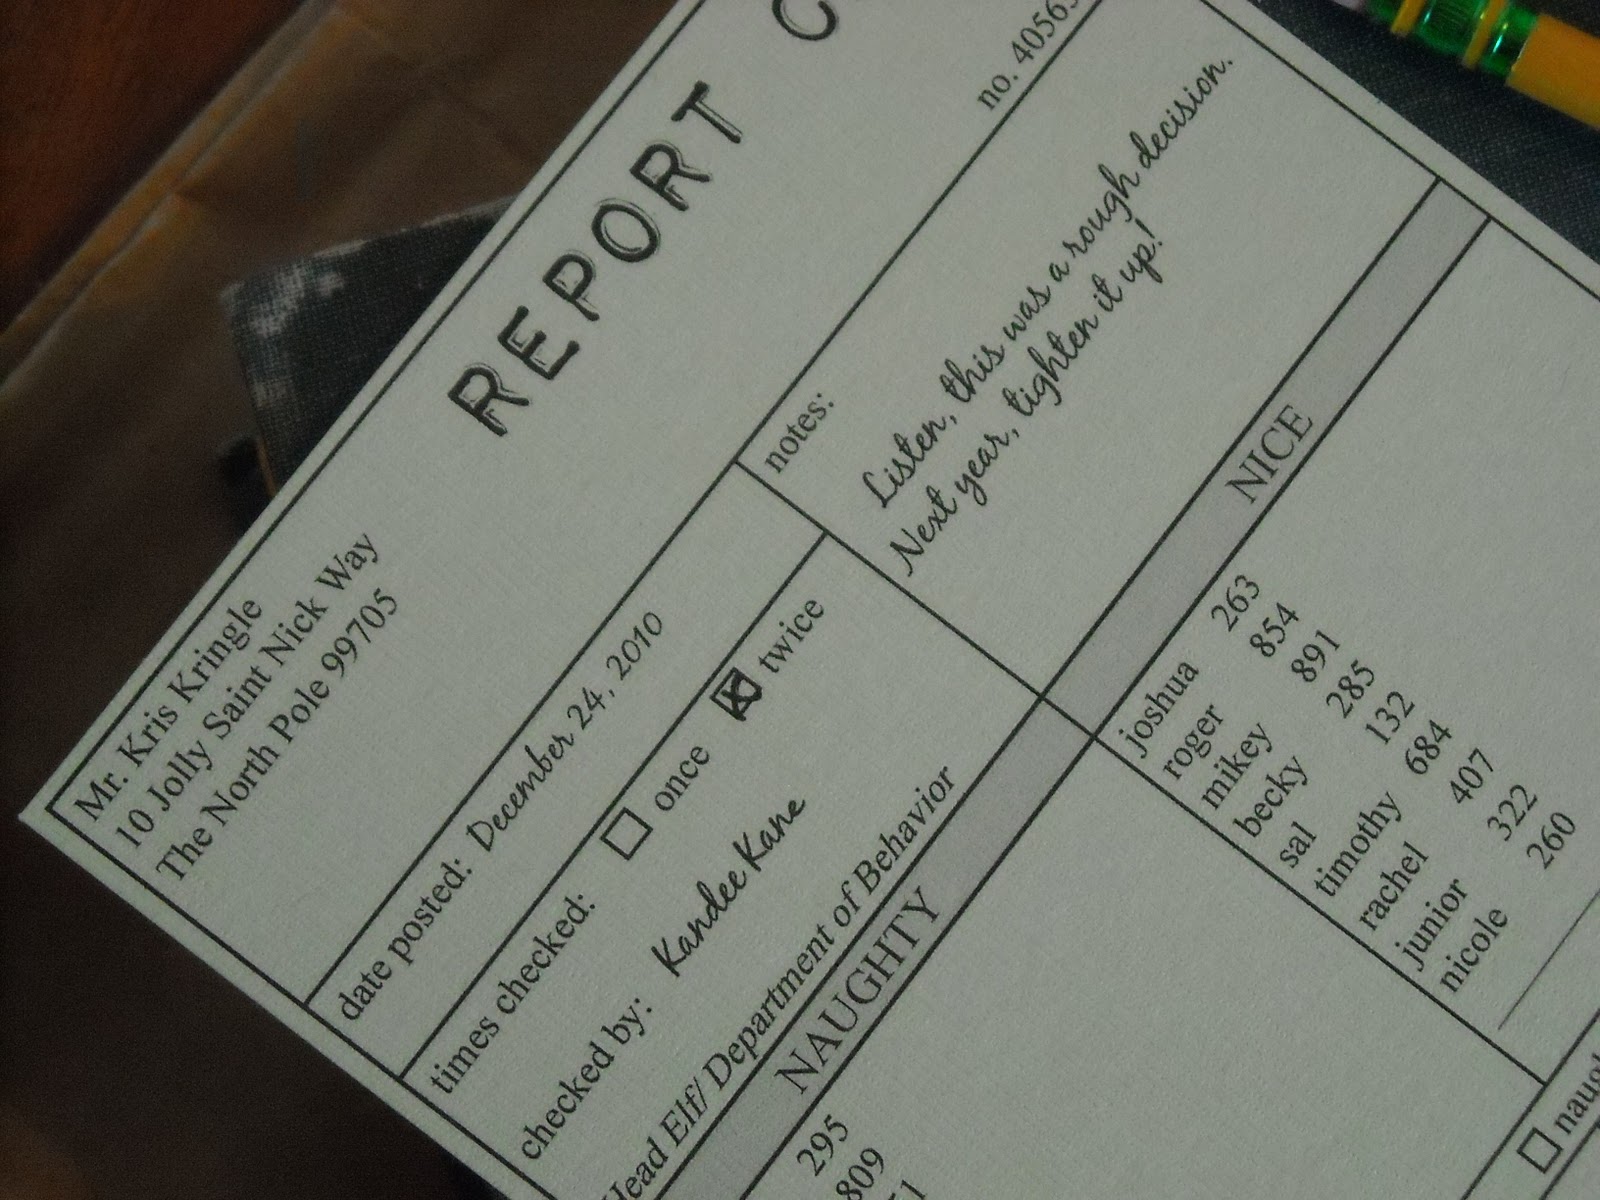 Mr. Kris Kringle
10 Jolly Saint Nick Way
The North Pole 99705
REPORT C
date posted: December 24, 2010
no. 4056
times checked: once twice
checked by: Kandee Kane
Head Elf/ Department of Behavior
notes:
Listen, this was a rough decision.
Next year, tighten it up!
NAUGHTY
NICE
295
809
joshua 263
roger 854
mikey 891
becky 285
sal 132
timothy 684
rachel 407
junior 322
nicole 260
naug